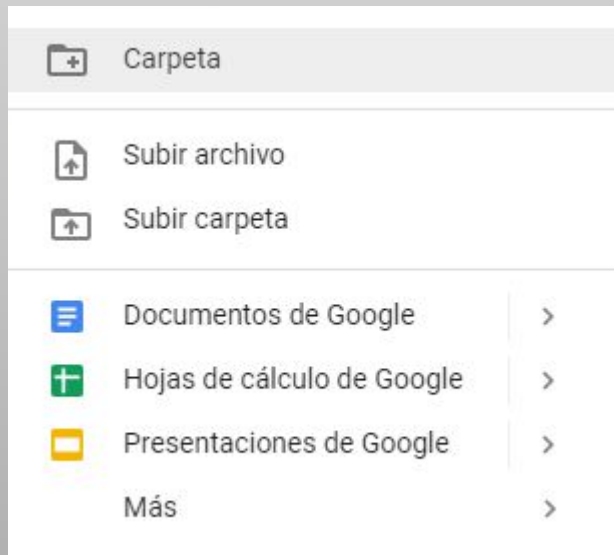 Carpeta
Subir archivo
Subir carpeta
Documentos de Google
Hojas de cálculo de Google
Presentaciones de Google
Más